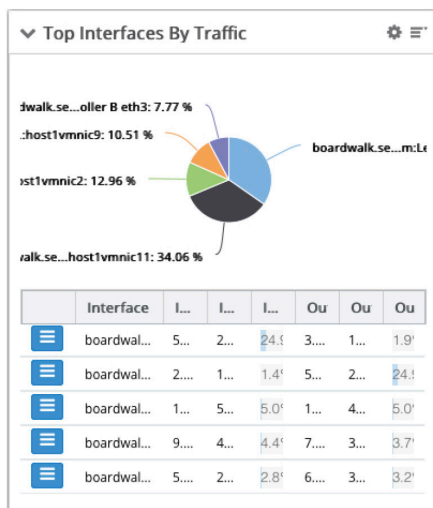 Top Interfaces By Traffic
dwalk.se...oller B eth3: 7.77 %
.:host1vmnic9: 10.51 %
boardwalk.se...m:Le
ost1vmnic2: 12.96 %
valk.se...host1vmnic11: 34.06 %
Interface I... I... I... Ou Ou Ou
boardwal... 5... 2... 24.9 3.... 1... 1.9%
boardwal... 2.... 1... 1.4% 5... 2... 24.
boardwal... 1... 5... 5.0% 1... 4... 5.0%
boardwal... 9.... 4... 4.4% 7.... 3... 3.7%
boardwal... 5.... 2... 2.8% 6.... 3... 3.2%